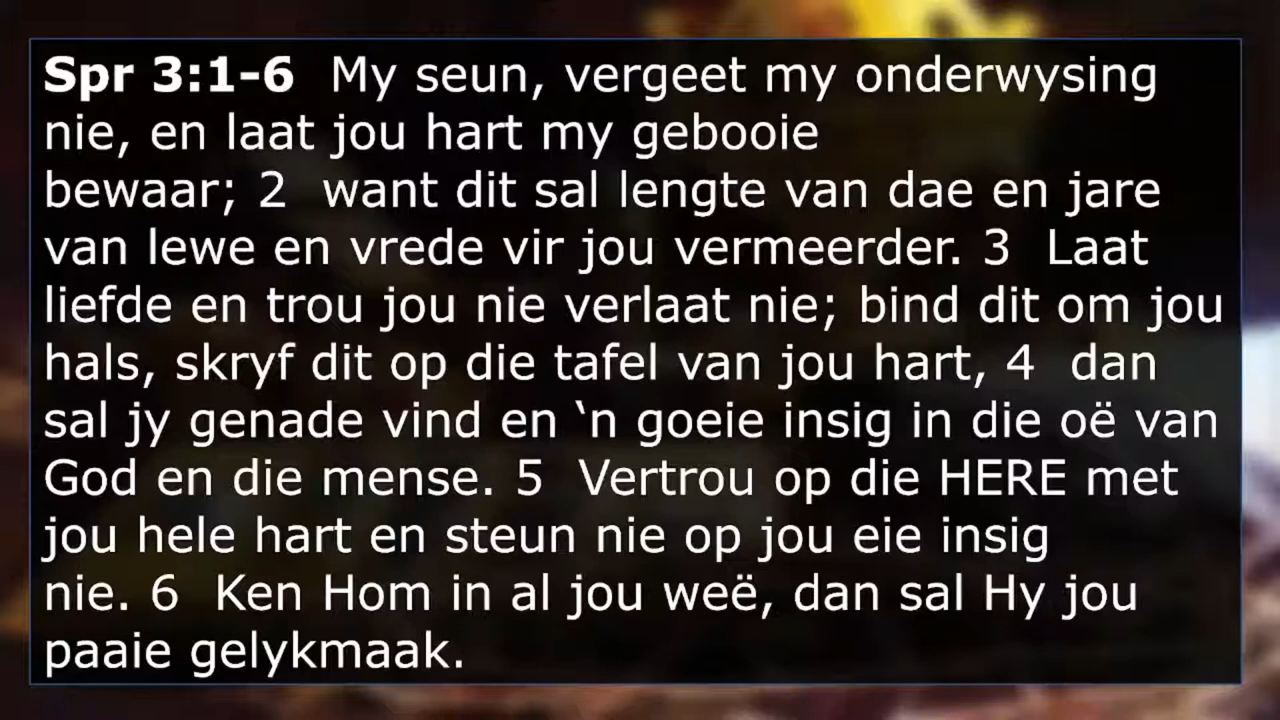 Spr 3:1-6  My seun, vergeet my onderwysing
nie, en laat jou hart my gebooie
bewaar; 2  want dit sal lengte van dae en jare
van lewe en vrede vir jou vermeerder. 3  Laat
liefde en trou jou nie verlaat nie; bind dit om jou
hals, skryf dit op die tafel van jou hart, 4  dan
sal jy genade vind en ‛n goeie insig in die oë van
God en die mense. 5  Vertrou op die HERE met
jou hele hart en steun nie op jou eie insig
nie. 6  Ken Hom in al jou weë, dan sal Hy jou
paaie gelykmaak.